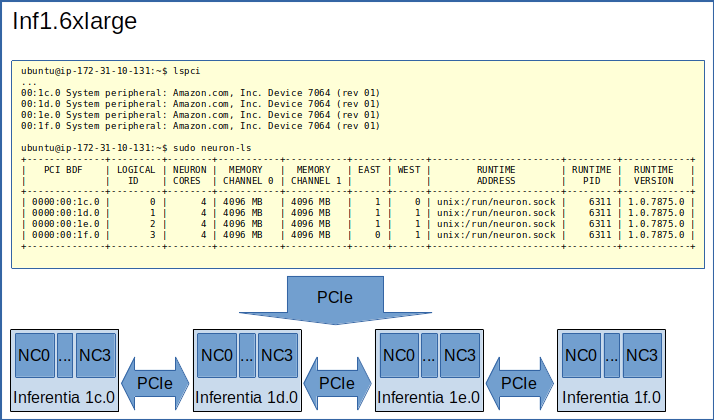 Inf1.6xlarge
ubuntu@ip-172-31-10-131:~$ lspci
...
00:1c.0 System peripheral: Amazon.com, Inc. Device 7064 (rev 01)
00:1d.0 System peripheral: Amazon.com, Inc. Device 7064 (rev 01)
00:1e.0 System peripheral: Amazon.com, Inc. Device 7064 (rev 01)
00:1f.0 System peripheral: Amazon.com, Inc. Device 7064 (rev 01)
ubuntu@ip-172-31-10-131:~$ sudo neuron-ls
+--------------+---------+--------+-----------+-----------+------+------+----------------------+---------+------------+
| PCI BDF | LOGICAL | NEURON | MEMORY | MEMORY | EAST | WEST | RUNTIME | RUNTIME | RUNTIME |
| | ID | CORES | CHANNEL 0 | CHANNEL 1 | | | ADDRESS | PID | VERSION |
+--------------+---------+--------+-----------+-----------+------+------+----------------------+---------+------------+
| 0000:00:1c.0 | 0 | 4 | 4096 MB | 4096 MB | 1 | 0 | unix:/run/neuron.sock | 6311 | 1.0.7875.0 |
| 0000:00:1d.0 | 1 | 4 | 4096 MB | 4096 MB | 1 | 1 | unix:/run/neuron.sock | 6311 | 1.0.7875.0 |
| 0000:00:1e.0 | 2 | 4 | 4096 MB | 4096 MB | 1 | 1 | unix:/run/neuron.sock | 6311 | 1.0.7875.0 |
| 0000:00:1f.0 | 3 | 4 | 4096 MB | 4096 MB | 0 | 1 | unix:/run/neuron.sock | 6311 | 1.0.7875.0 |
+--------------+---------+--------+-----------+-----------+------+------+----------------------+---------+------------+
PCIe
NC0 ... NC3 NC0 ... NC3 NC0 ... NC3 NC0 ... NC3
PCIe PCIe PCIe
Inferentia 1c.0 Inferentia 1d.0 Inferentia 1e.0 Inferentia 1f.0